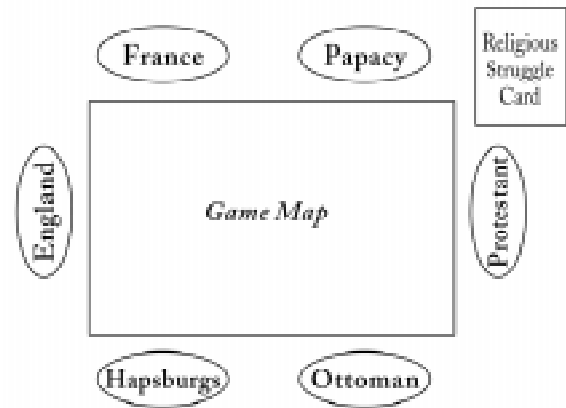 France
Papacy
Religious
Struggle
Card
England
Game Map
Protestant
Hapsburgs
Ottoman